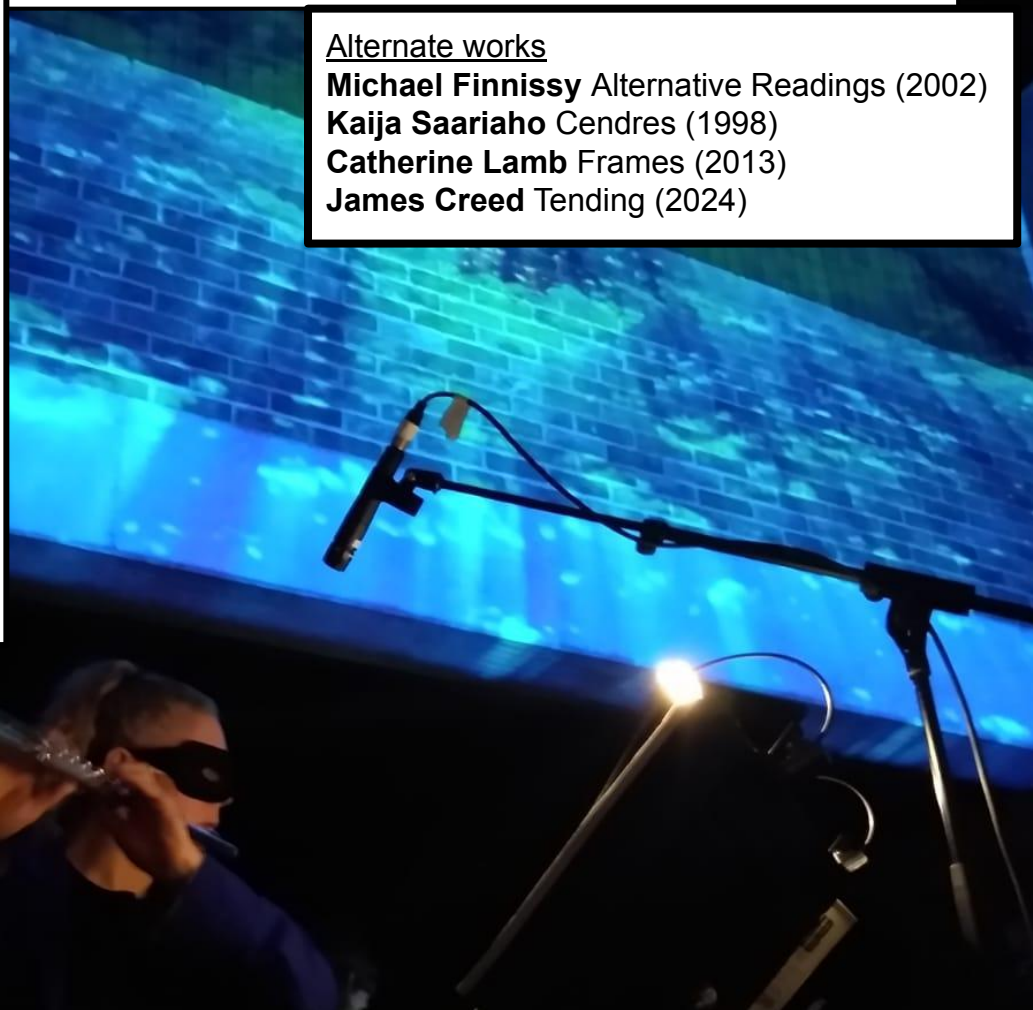 Alternate works
Michael Finnissy Alternative Readings (2002)
Kaija Saariaho Cendres (1998)
Catherine Lamb Frames (2013)
James Creed Tending (2024)